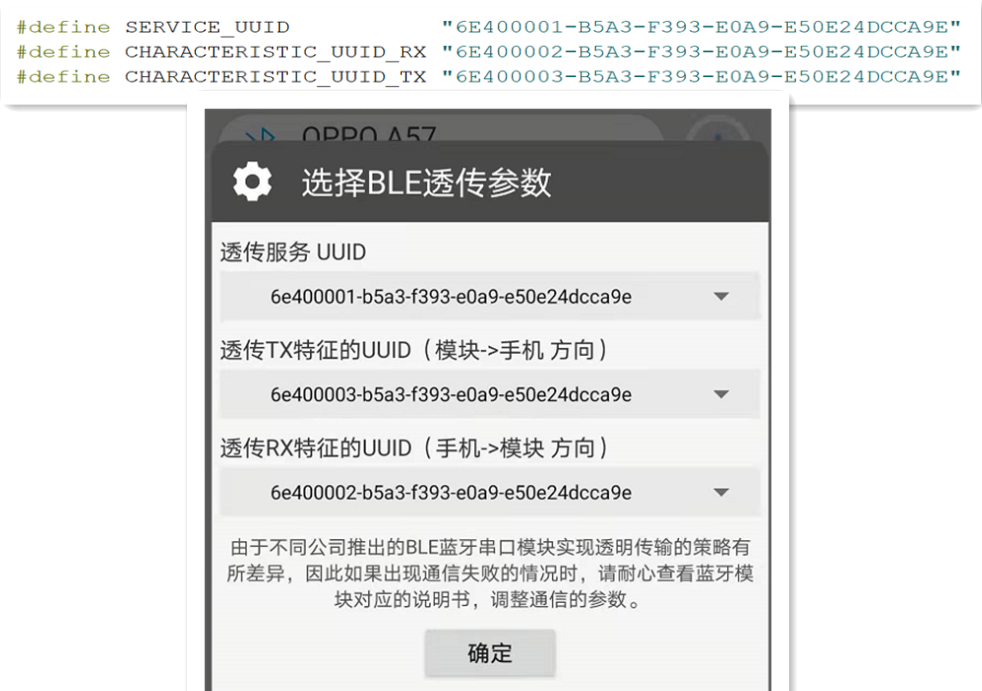 #define SERVICE_UUID "6E400001-B5A3-F393-E0A9-E50E24DCCA9E"
#define CHARACTERISTIC_UUID_RX "6E400002-B5A3-F393-E0A9-E50E24DCCA9E"
#define CHARACTERISTIC_UUID_TX "6E400003-B5A3-F393-E0A9-E50E24DCCA9E"
OPPO A57
选择BLE透传参数
透传服务 UUID
6e400001-b5a3-f393-e0a9-e50e24dcca9e
透传TX特征的UUID（模块->手机 方向）
6e400003-b5a3-f393-e0a9-e50e24dcca9e
透传RX特征的UUID（手机->模块 方向）
6e400002-b5a3-f393-e0a9-e50e24dcca9e
由于不同公司推出的BLE蓝牙串口模块实现透明传输的策略有
所差异，因此如果出现通信失败的情况时，请耐心查看蓝牙模
块对应的说明书，调整通信的参数。
确定